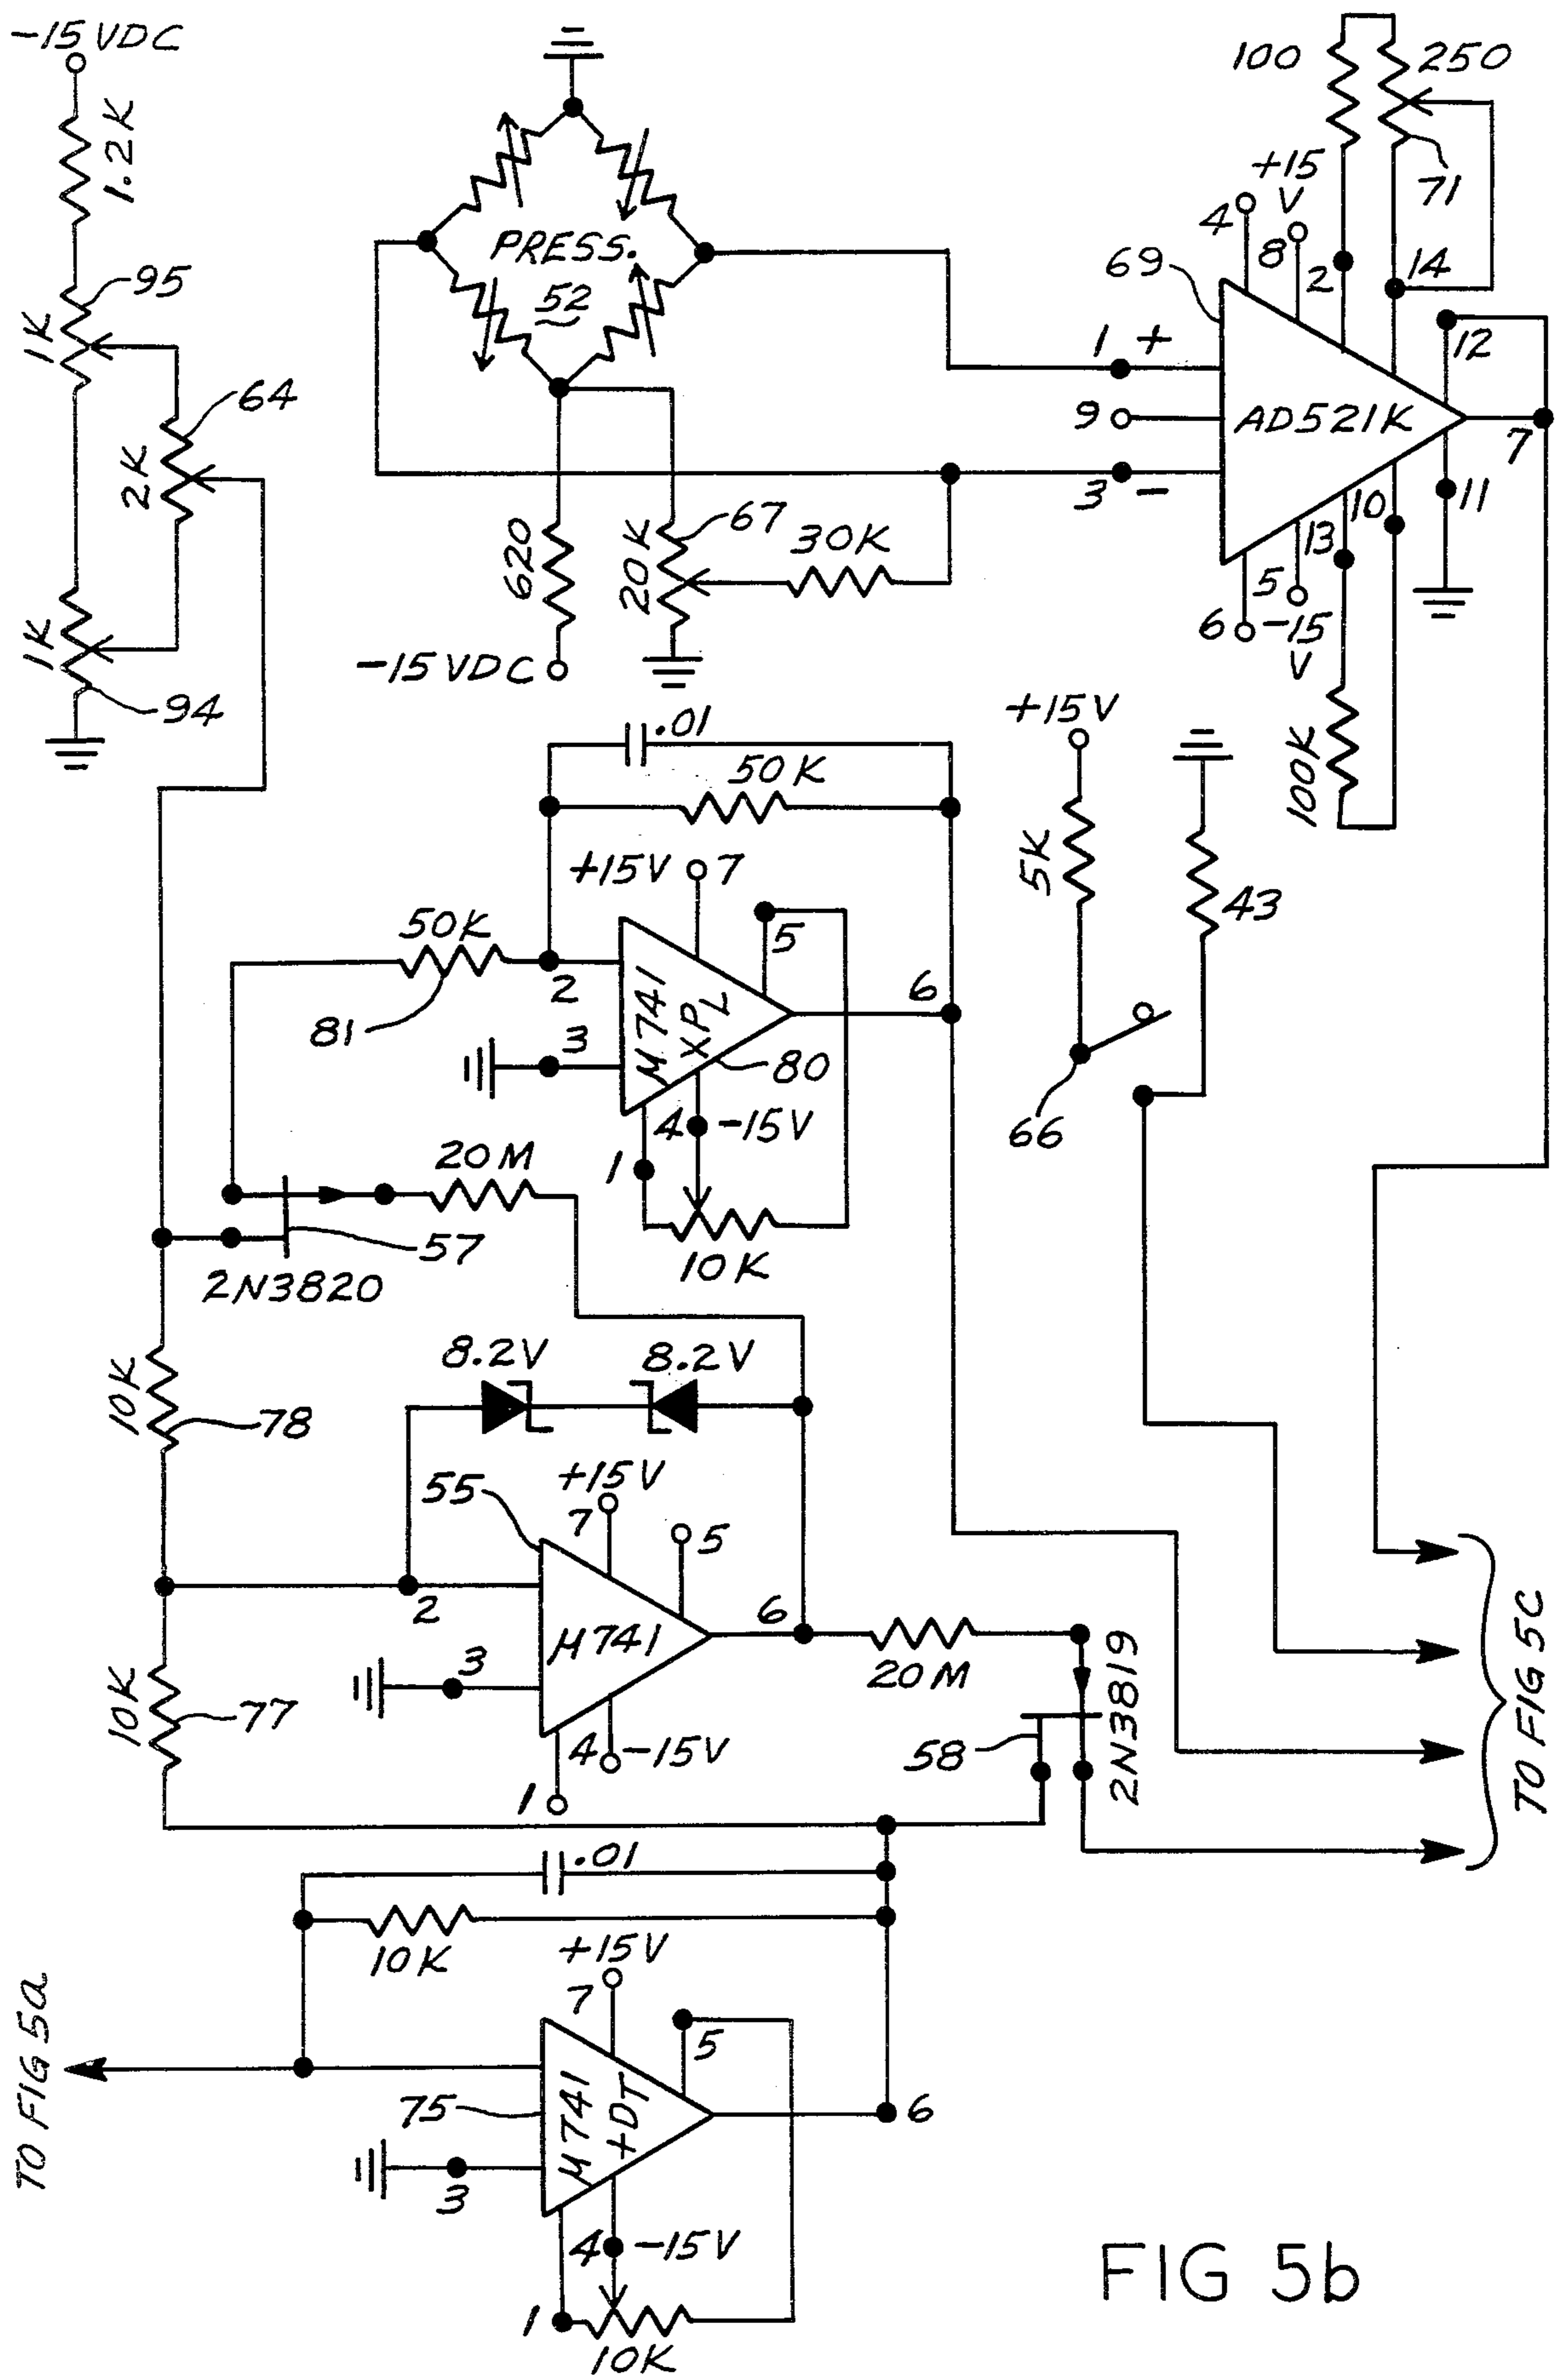 -15 VDC
1.2K
95
1K
64
2K
1K
94
PRESS.
52
620
67
20K
30K
-15 VDC
100
250
71
+15
V
4
8
2
14
69
1 +
9
3 -
AD521K
12
7
11
10
13
5
6
-15
V
100K
+15V
5K
43
66
.01
50K
+15V
7
5
50K
81
2
3
μ741
XPL
80
6
4
-15V
1
10K
20M
57
2N3820
10K
78
8.2V
8.2V
55
+15V
7
5
2
3
μ741
6
4
-15V
1
20M
58
2N3819
10K
77
TO FIG 5C
.01
10K
+15V
7
5
TO FIG 5a
75
μ741
+DT
6
3
4
-15V
1
10K
FIG 5b